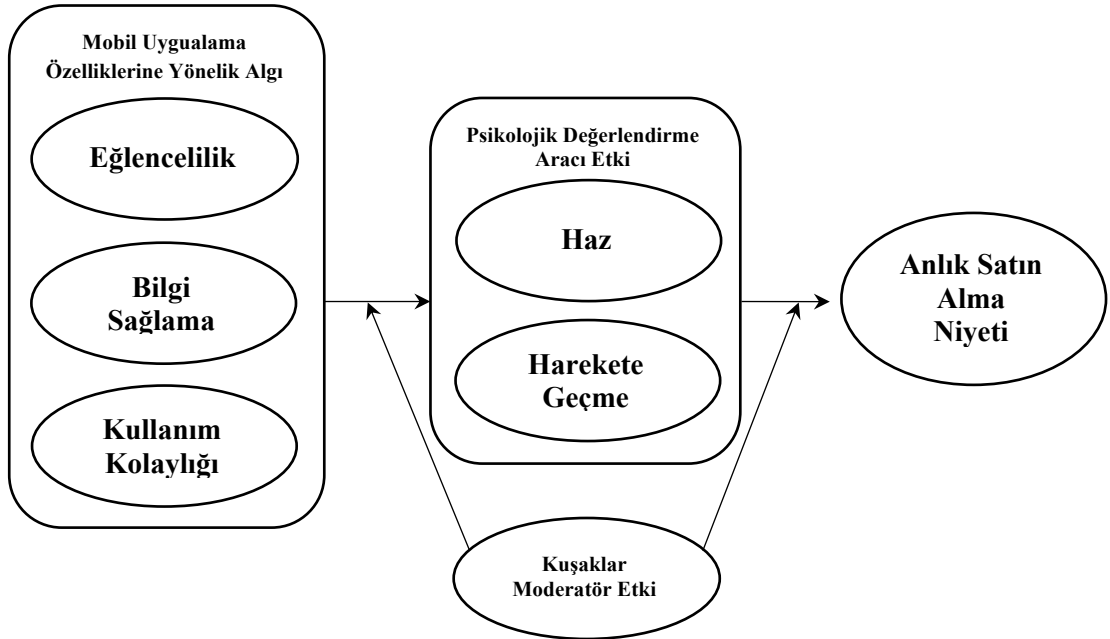 Mobil Uygualama
Özelliklerine Yönelik Algı
Eğlencelilik
Bilgi
Sağlama
Kullanım
Kolaylığı
Psikolojik Değerlendirme
Aracı Etki
Haz
Harekete
Geçme
Kuşaklar
Moderatör Etki
Anlık Satın
Alma
Niyeti